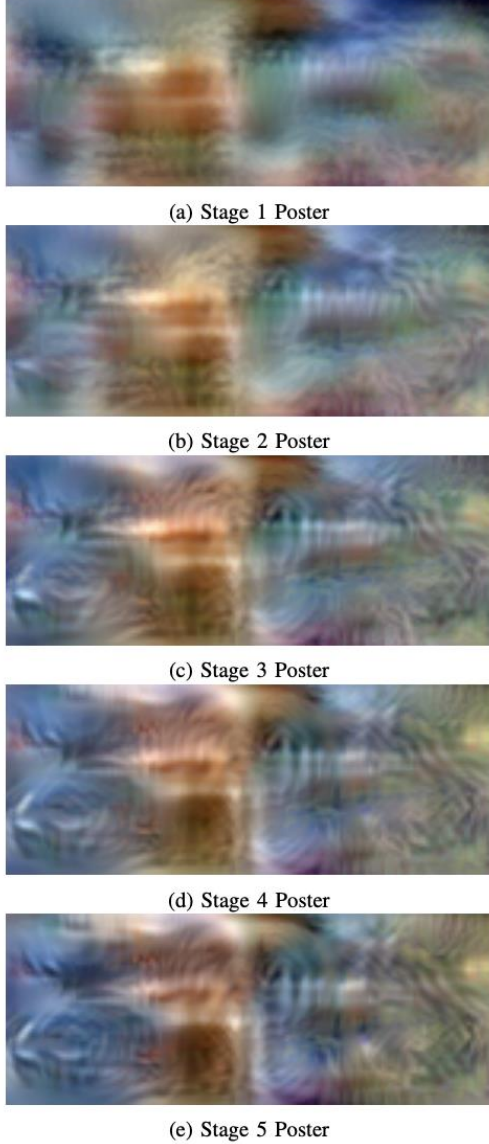 (a) Stage 1 Poster
(b) Stage 2 Poster
(c) Stage 3 Poster
(d) Stage 4 Poster
(e) Stage 5 Poster